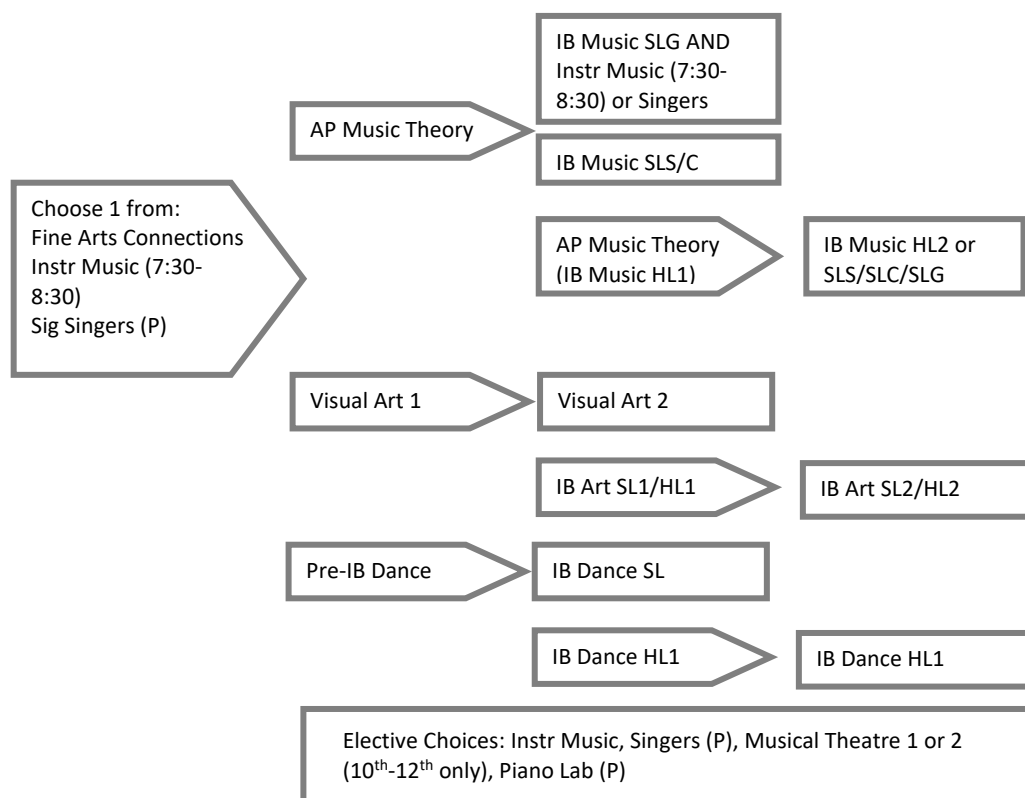 IB Music SLG AND
Instr Music (7:30-
8:30) or Singers
AP Music Theory
IB Music SLS/C
Choose 1 from:
Fine Arts Connections
Instr Music (7:30-
8:30)
Sig Singers (P)
AP Music Theory
(IB Music HL1)
IB Music HL2 or
SLS/SLC/SLG
Visual Art 1
Visual Art 2
IB Art SL1/HL1
IB Art SL2/HL2
Pre-IB Dance
IB Dance SL
IB Dance HL1
IB Dance HL1
Elective Choices: Instr Music, Singers (P), Musical Theatre 1 or 2
(10th-12th only), Piano Lab (P)